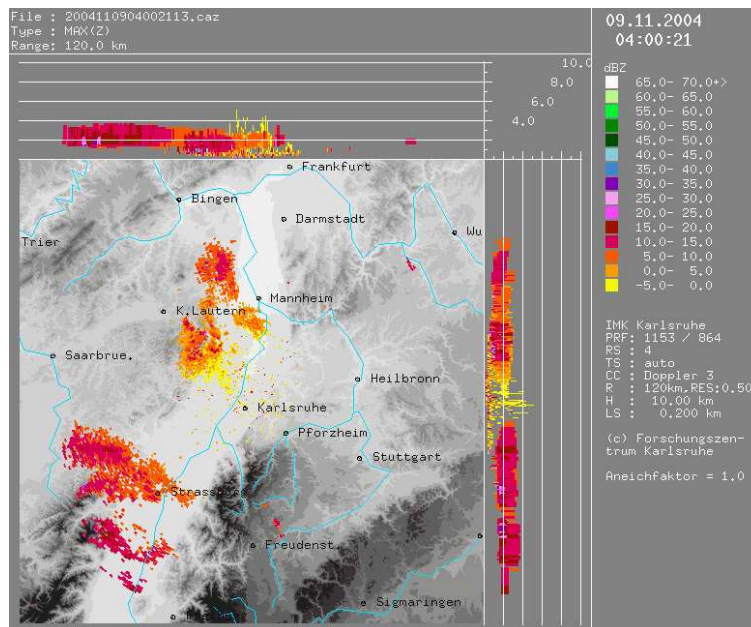 File : 2004110904002113.caz
Type : MAX(Z)
Range: 120.0 km
10.0
8.0
6.0
4.0
Frankfurt
Bingen
Darmstadt
Trier
Wu
Mannheim
K.Lautern
Saarbrue.
Heilbronn
Karlsruhe
Pforzheim
Stuttgart
Strassburg
Freudenst.
Sigmaringen
09.11.2004
04:00:21
dBZ
65.0- 70.0+>
60.0- 65.0
55.0- 60.0
50.0- 55.0
45.0- 50.0
40.0- 45.0
35.0- 40.0
30.0- 35.0
25.0- 30.0
20.0- 25.0
15.0- 20.0
10.0- 15.0
5.0- 10.0
0.0- 5.0
-5.0- 0.0
IMK Karlsruhe
PRF: 1153 / 864
RS : 4
TS : auto
CC : Doppler 3
R : 120km,RES:0.50
H : 10.00 km
LS : 0.200 km
(c) Forschungszen-
trum Karlsruhe
Aneichfaktor = 1.0